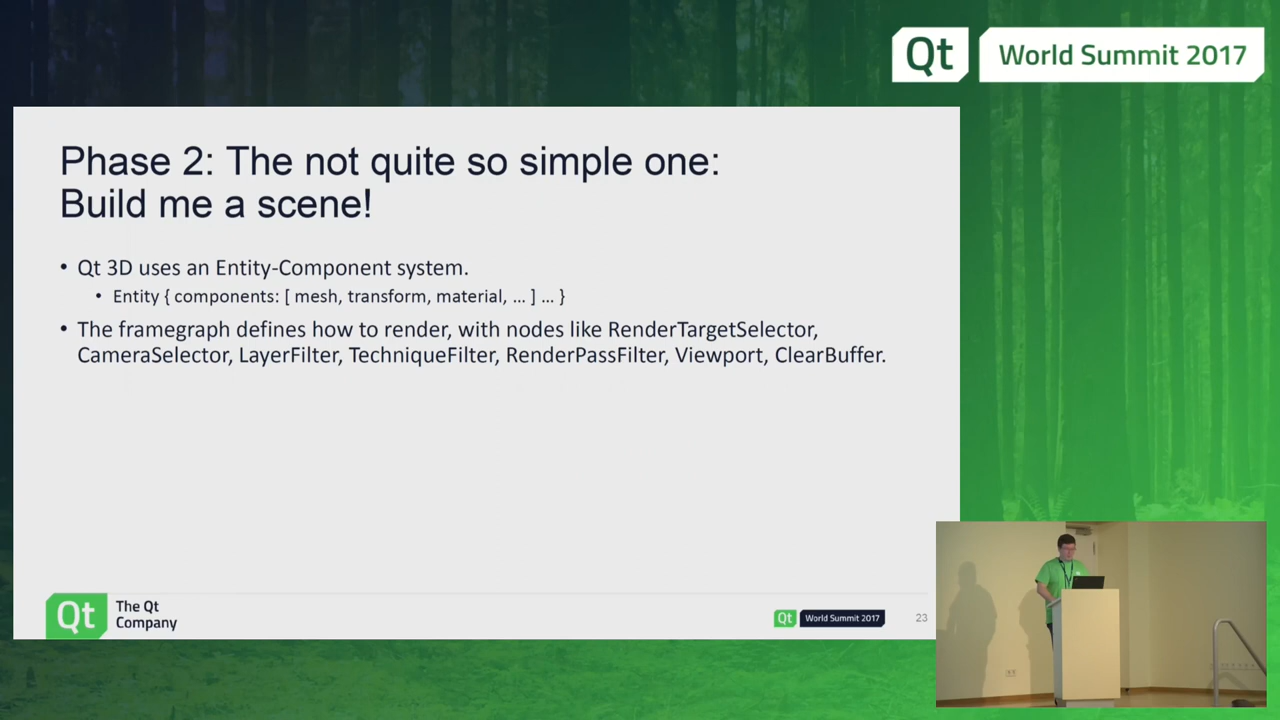 Qt World Summit 2017
Phase 2: The not quite so simple one:
Build me a scene!
• Qt 3D uses an Entity-Component system.
• Entity { components: [ mesh, transform, material, ... ] ... }
• The framegraph defines how to render, with nodes like RenderTargetSelector,
CameraSelector, LayerFilter, TechniqueFilter, RenderPassFilter, Viewport, ClearBuffer.
Qt The Qt
Company
Qt World Summit 2017 23